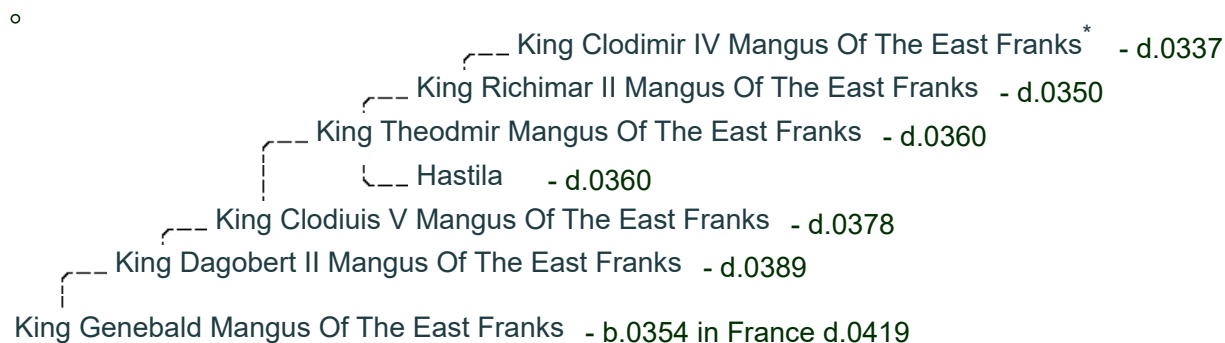 King Clodimir IV Mangus Of The East Franks* - d.0337
King Richimar II Mangus Of The East Franks - d.0350
King Theodmir Mangus Of The East Franks - d.0360
Hastila - d.0360
King Clodiuis V Mangus Of The East Franks - d.0378
King Dagobert II Mangus Of The East Franks - d.0389
King Genebald Mangus Of The East Franks - b.0354 in France d.0419